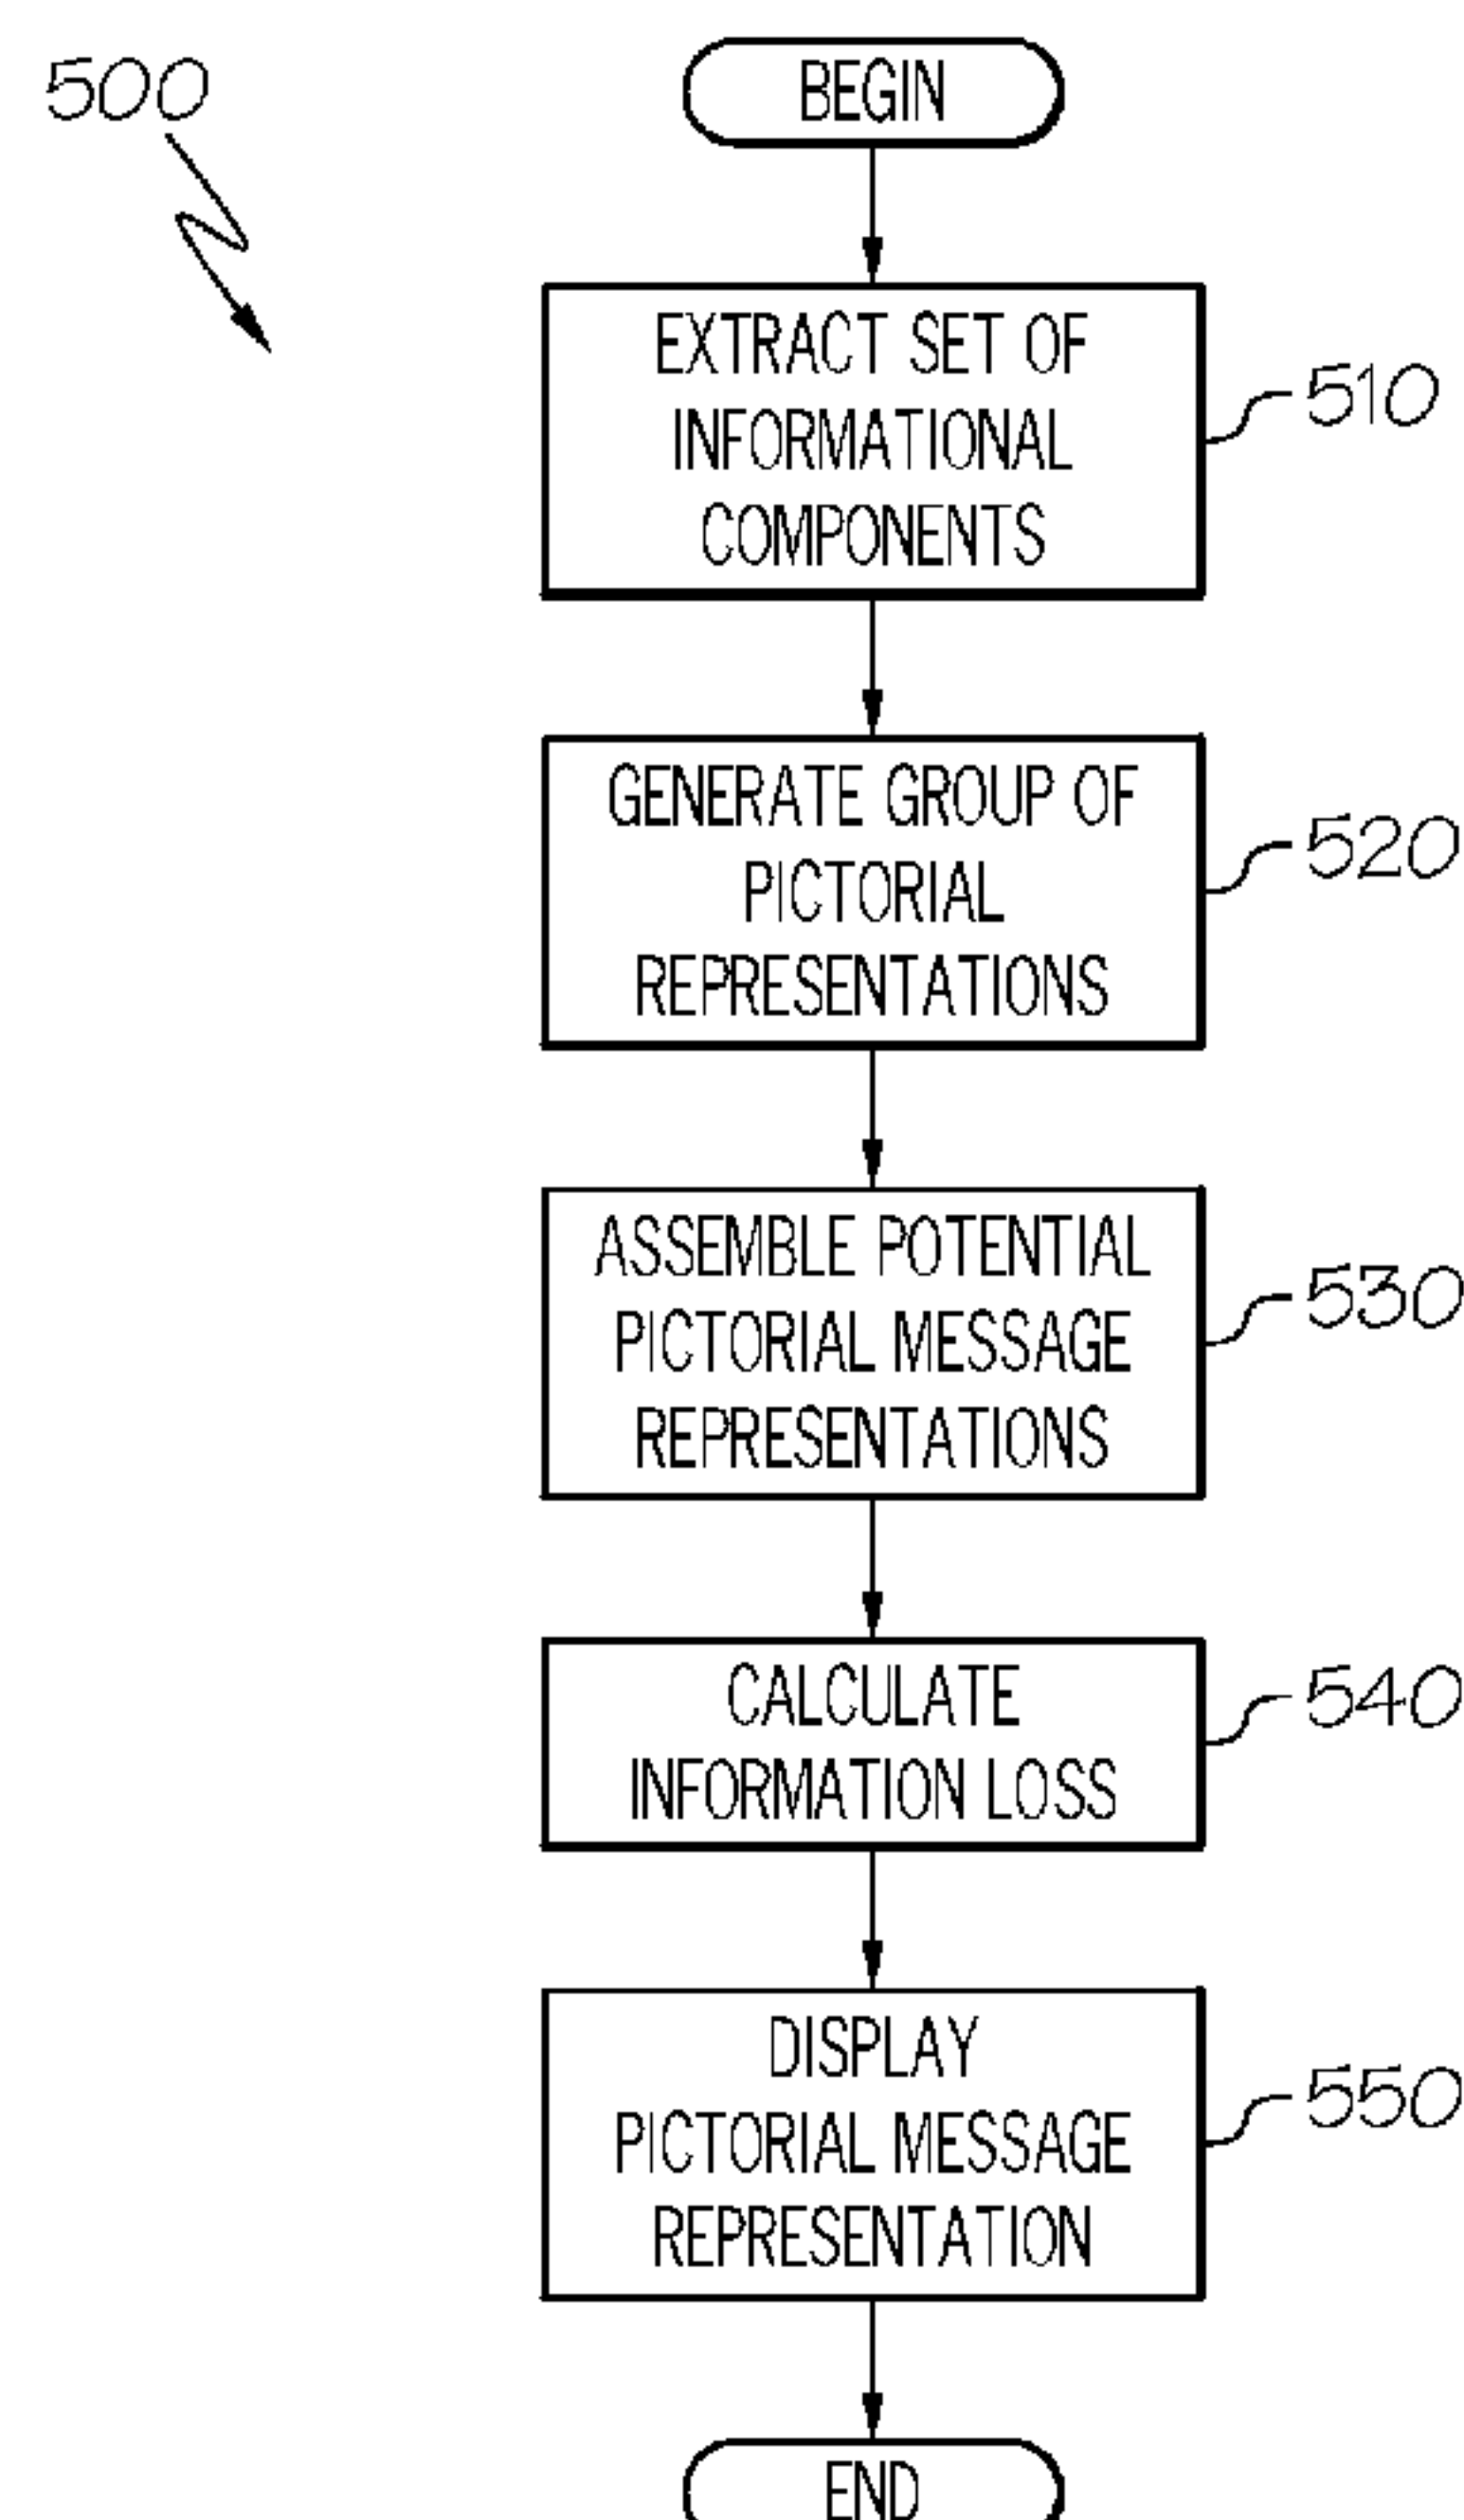 500
BEGIN
EXTRACT SET OF
INFORMATIONAL
COMPONENTS
510
GENERATE GROUP OF
PICTORIAL
REPRESENTATIONS
520
ASSEMBLE POTENTIAL
PICTORIAL MESSAGE
REPRESENTATIONS
530
CALCULATE
INFORMATION LOSS
540
DISPLAY
PICTORIAL MESSAGE
REPRESENTATION
550
END